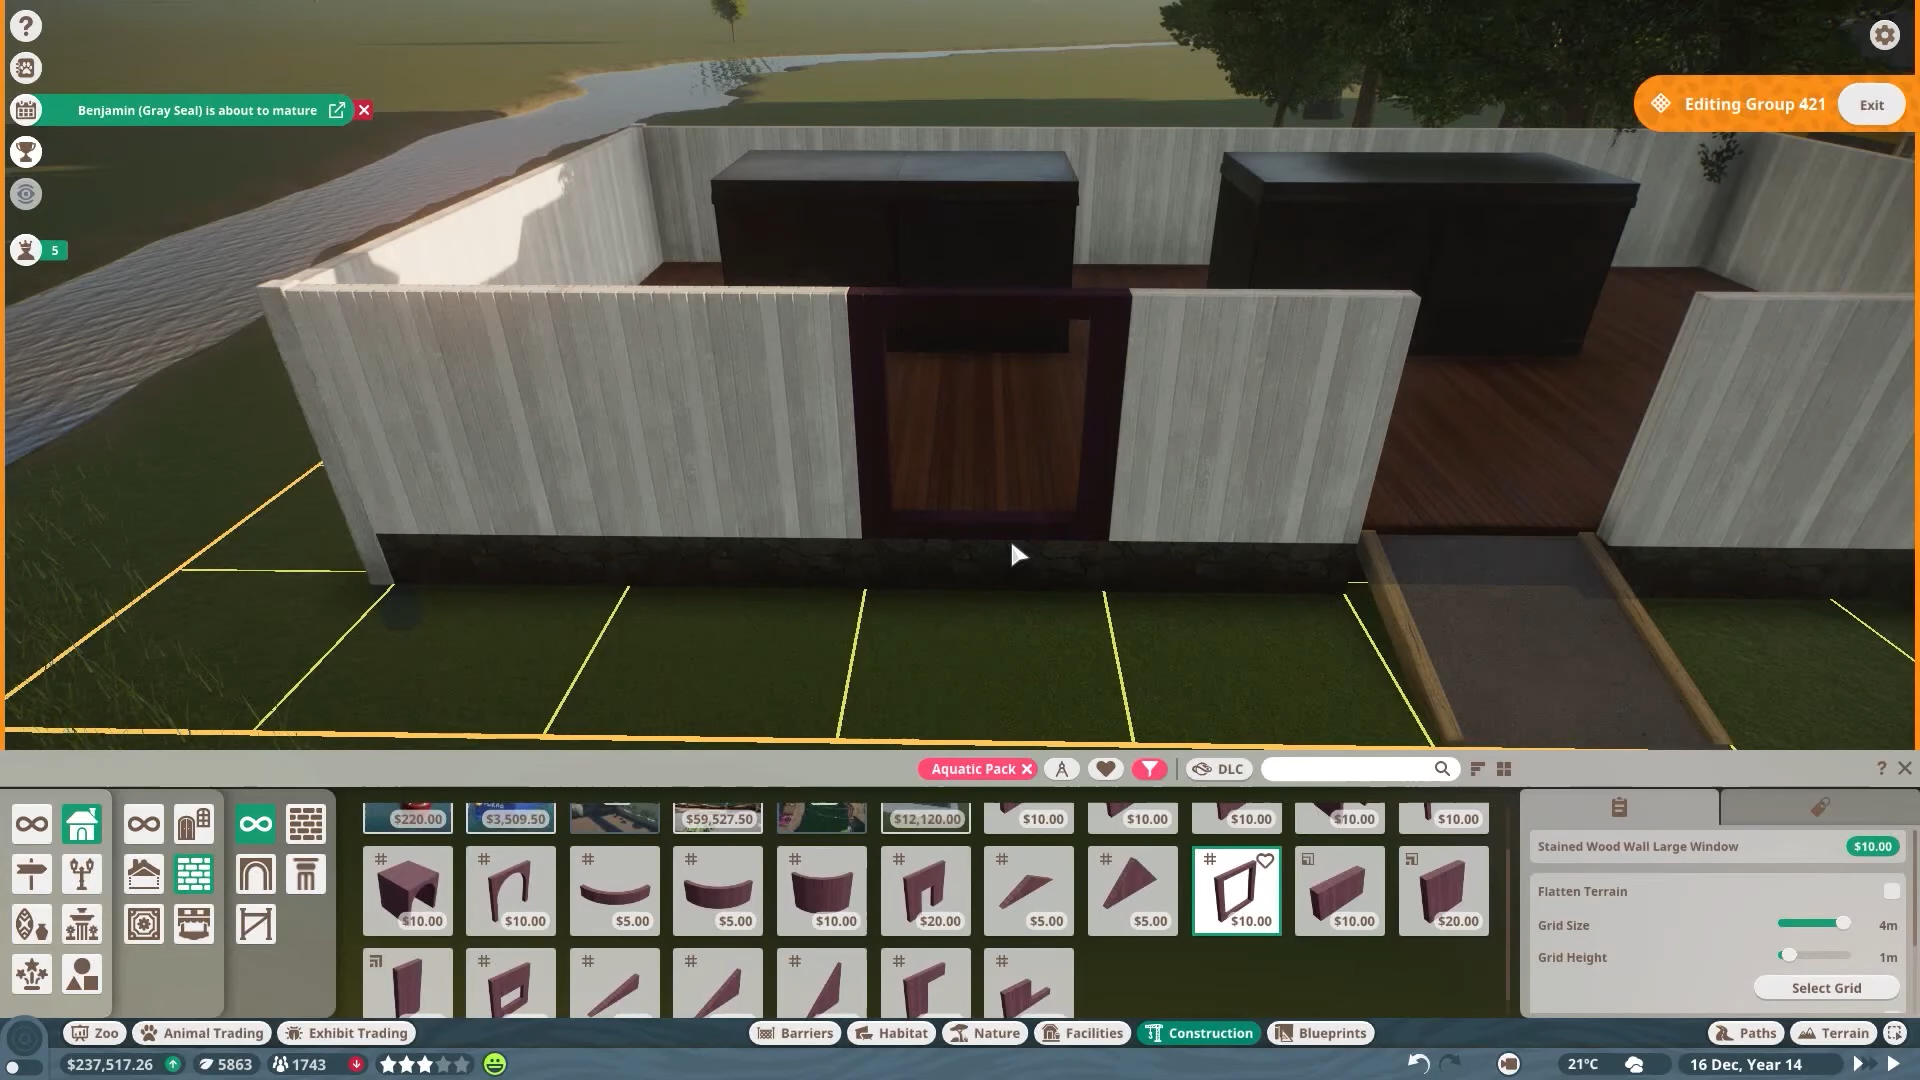 ?
Benjamin (Gray Seal) is about to mature
Editing Group 421
Exit
5
Aquatic Pack
DLC
?
$220.00
$3,509.50
$59,527.50
$12,120.00
$10.00
$10.00
$10.00
$10.00
$10.00
$10.00
$10.00
$5.00
$5.00
$10.00
$20.00
$5.00
$5.00
$10.00
$10.00
$20.00
Stained Wood Wall Large Window
$10.00
Flatten Terrain
Grid Size
4m
Grid Height
1m
Select Grid
Zoo
Animal Trading
Exhibit Trading
Barriers
Habitat
Nature
Facilities
Construction
Blueprints
Paths
Terrain
$237,517.26
5863
1743
21°C
16 Dec, Year 14